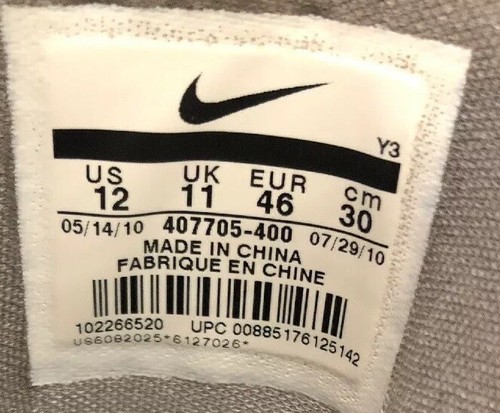 Y3
US UK EUR cm
12 11 46 30
05/14/10 407705-400 07/29/10
MADE IN CHINA
FABRIQUE EN CHINE
102266520 UPC 00885176125142
US6082025*6127026*